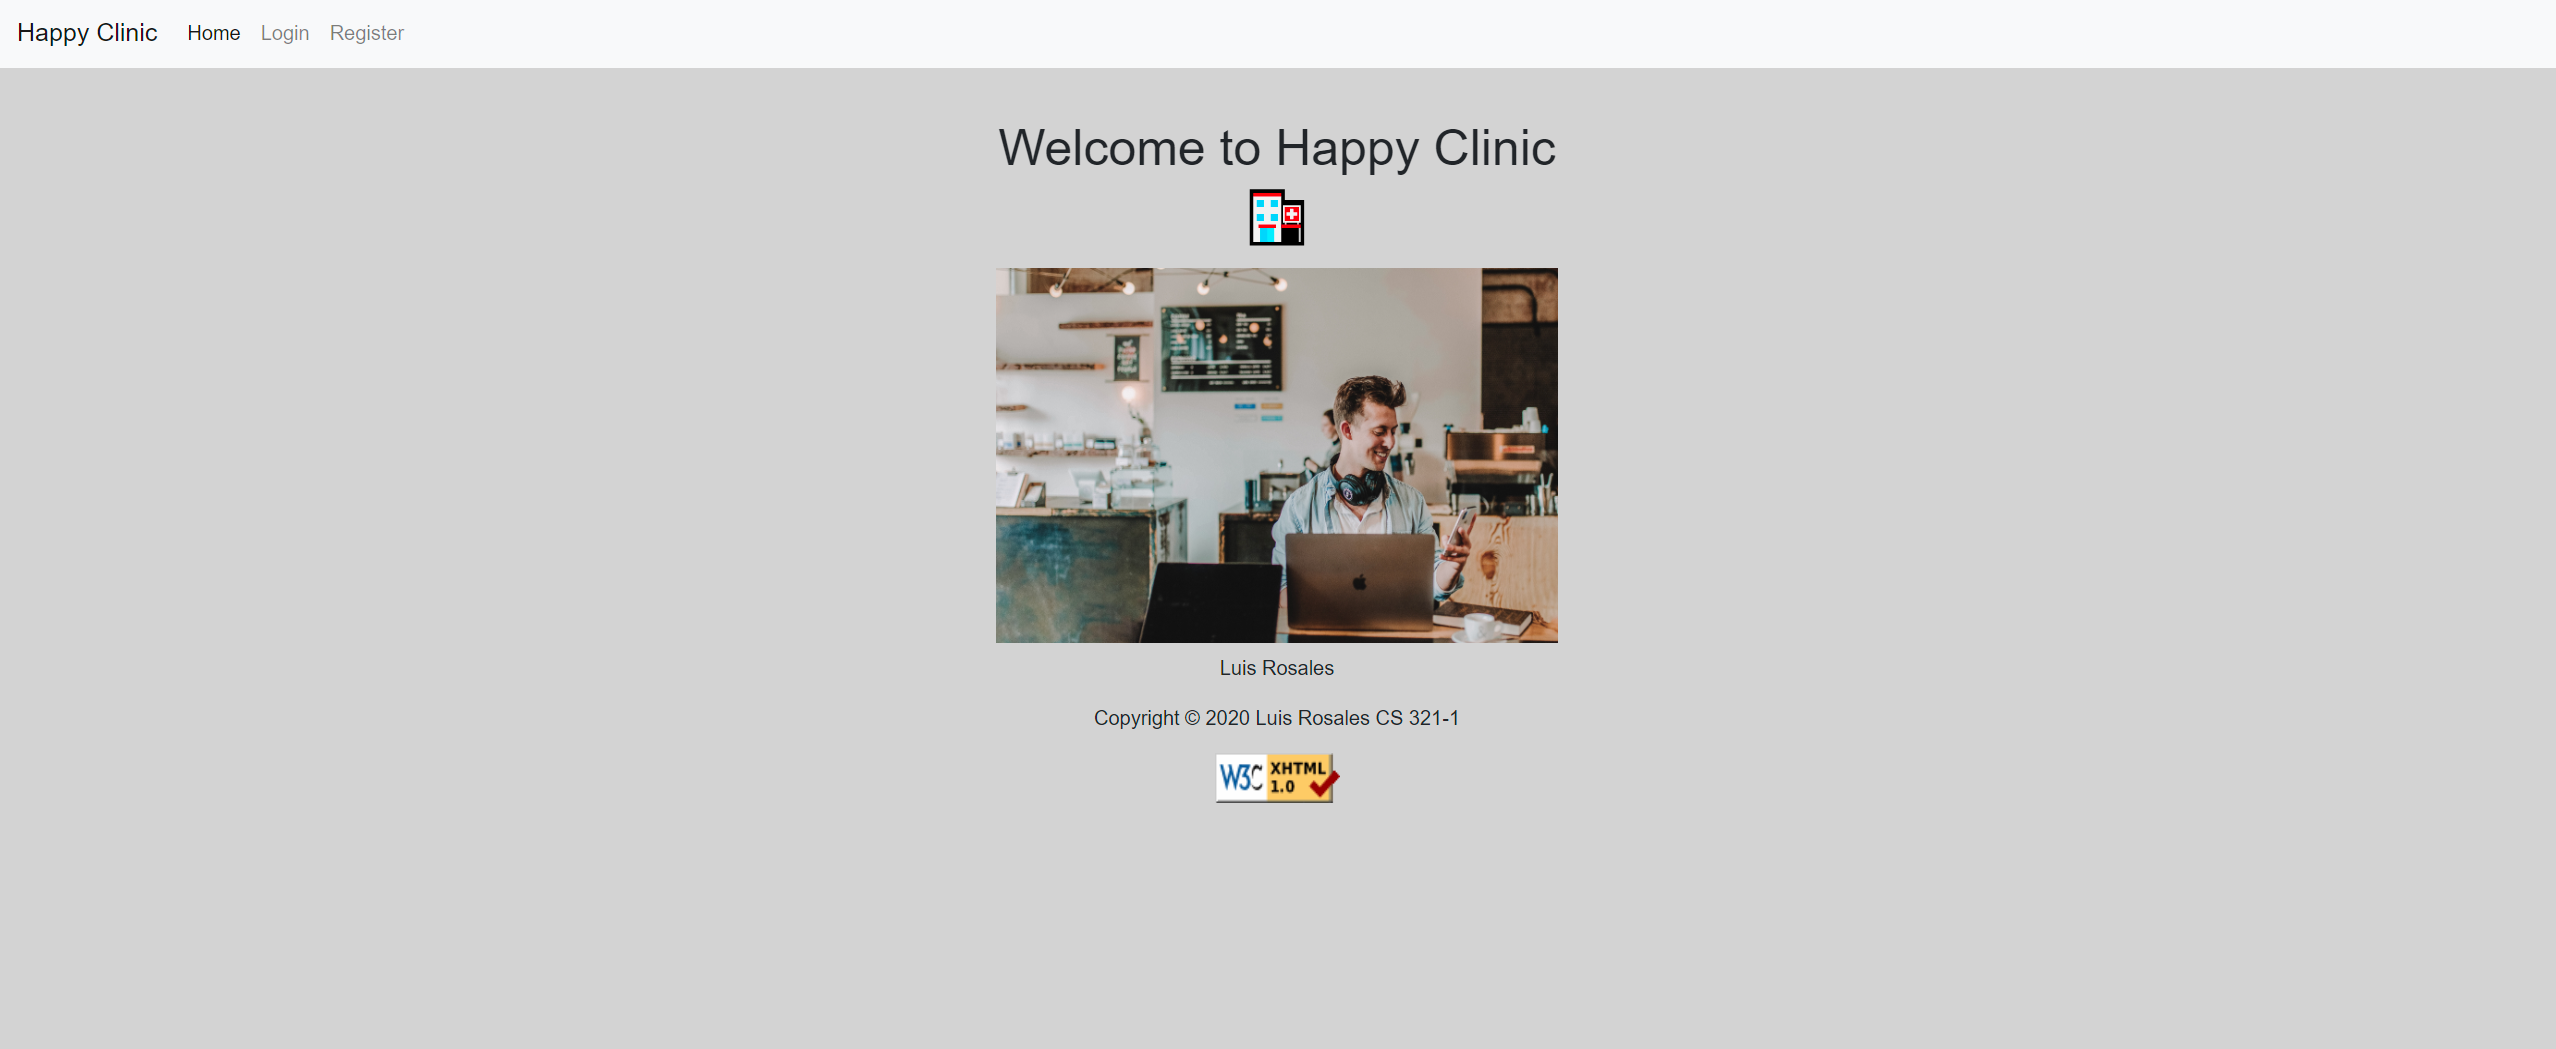 Happy Clinic Home Login Register
Welcome to Happy Clinic
Luis Rosales
Copyright © 2020 Luis Rosales CS 321-1
W3C XHTML
1.0